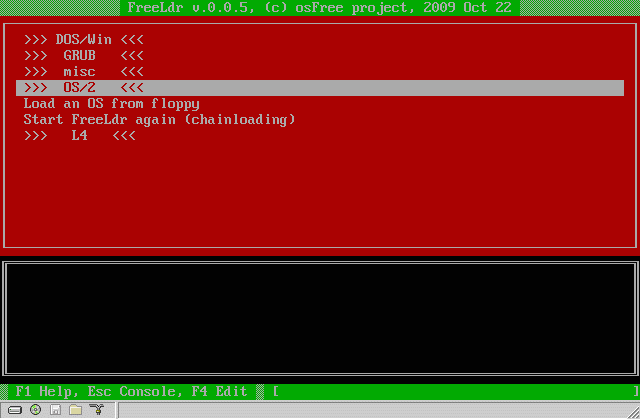 FreeLdr v.0.0.5, (c) osFree project, 2009 Oct 22
>>> DOS/Win <<<
>>>  GRUB   <<<
>>>  misc   <<<
>>>  OS/2   <<<
Load an OS from floppy
Start FreeLdr again (chainloading)
>>>   L4   <<<
F1 Help, Esc Console, F4 Edit [ ]